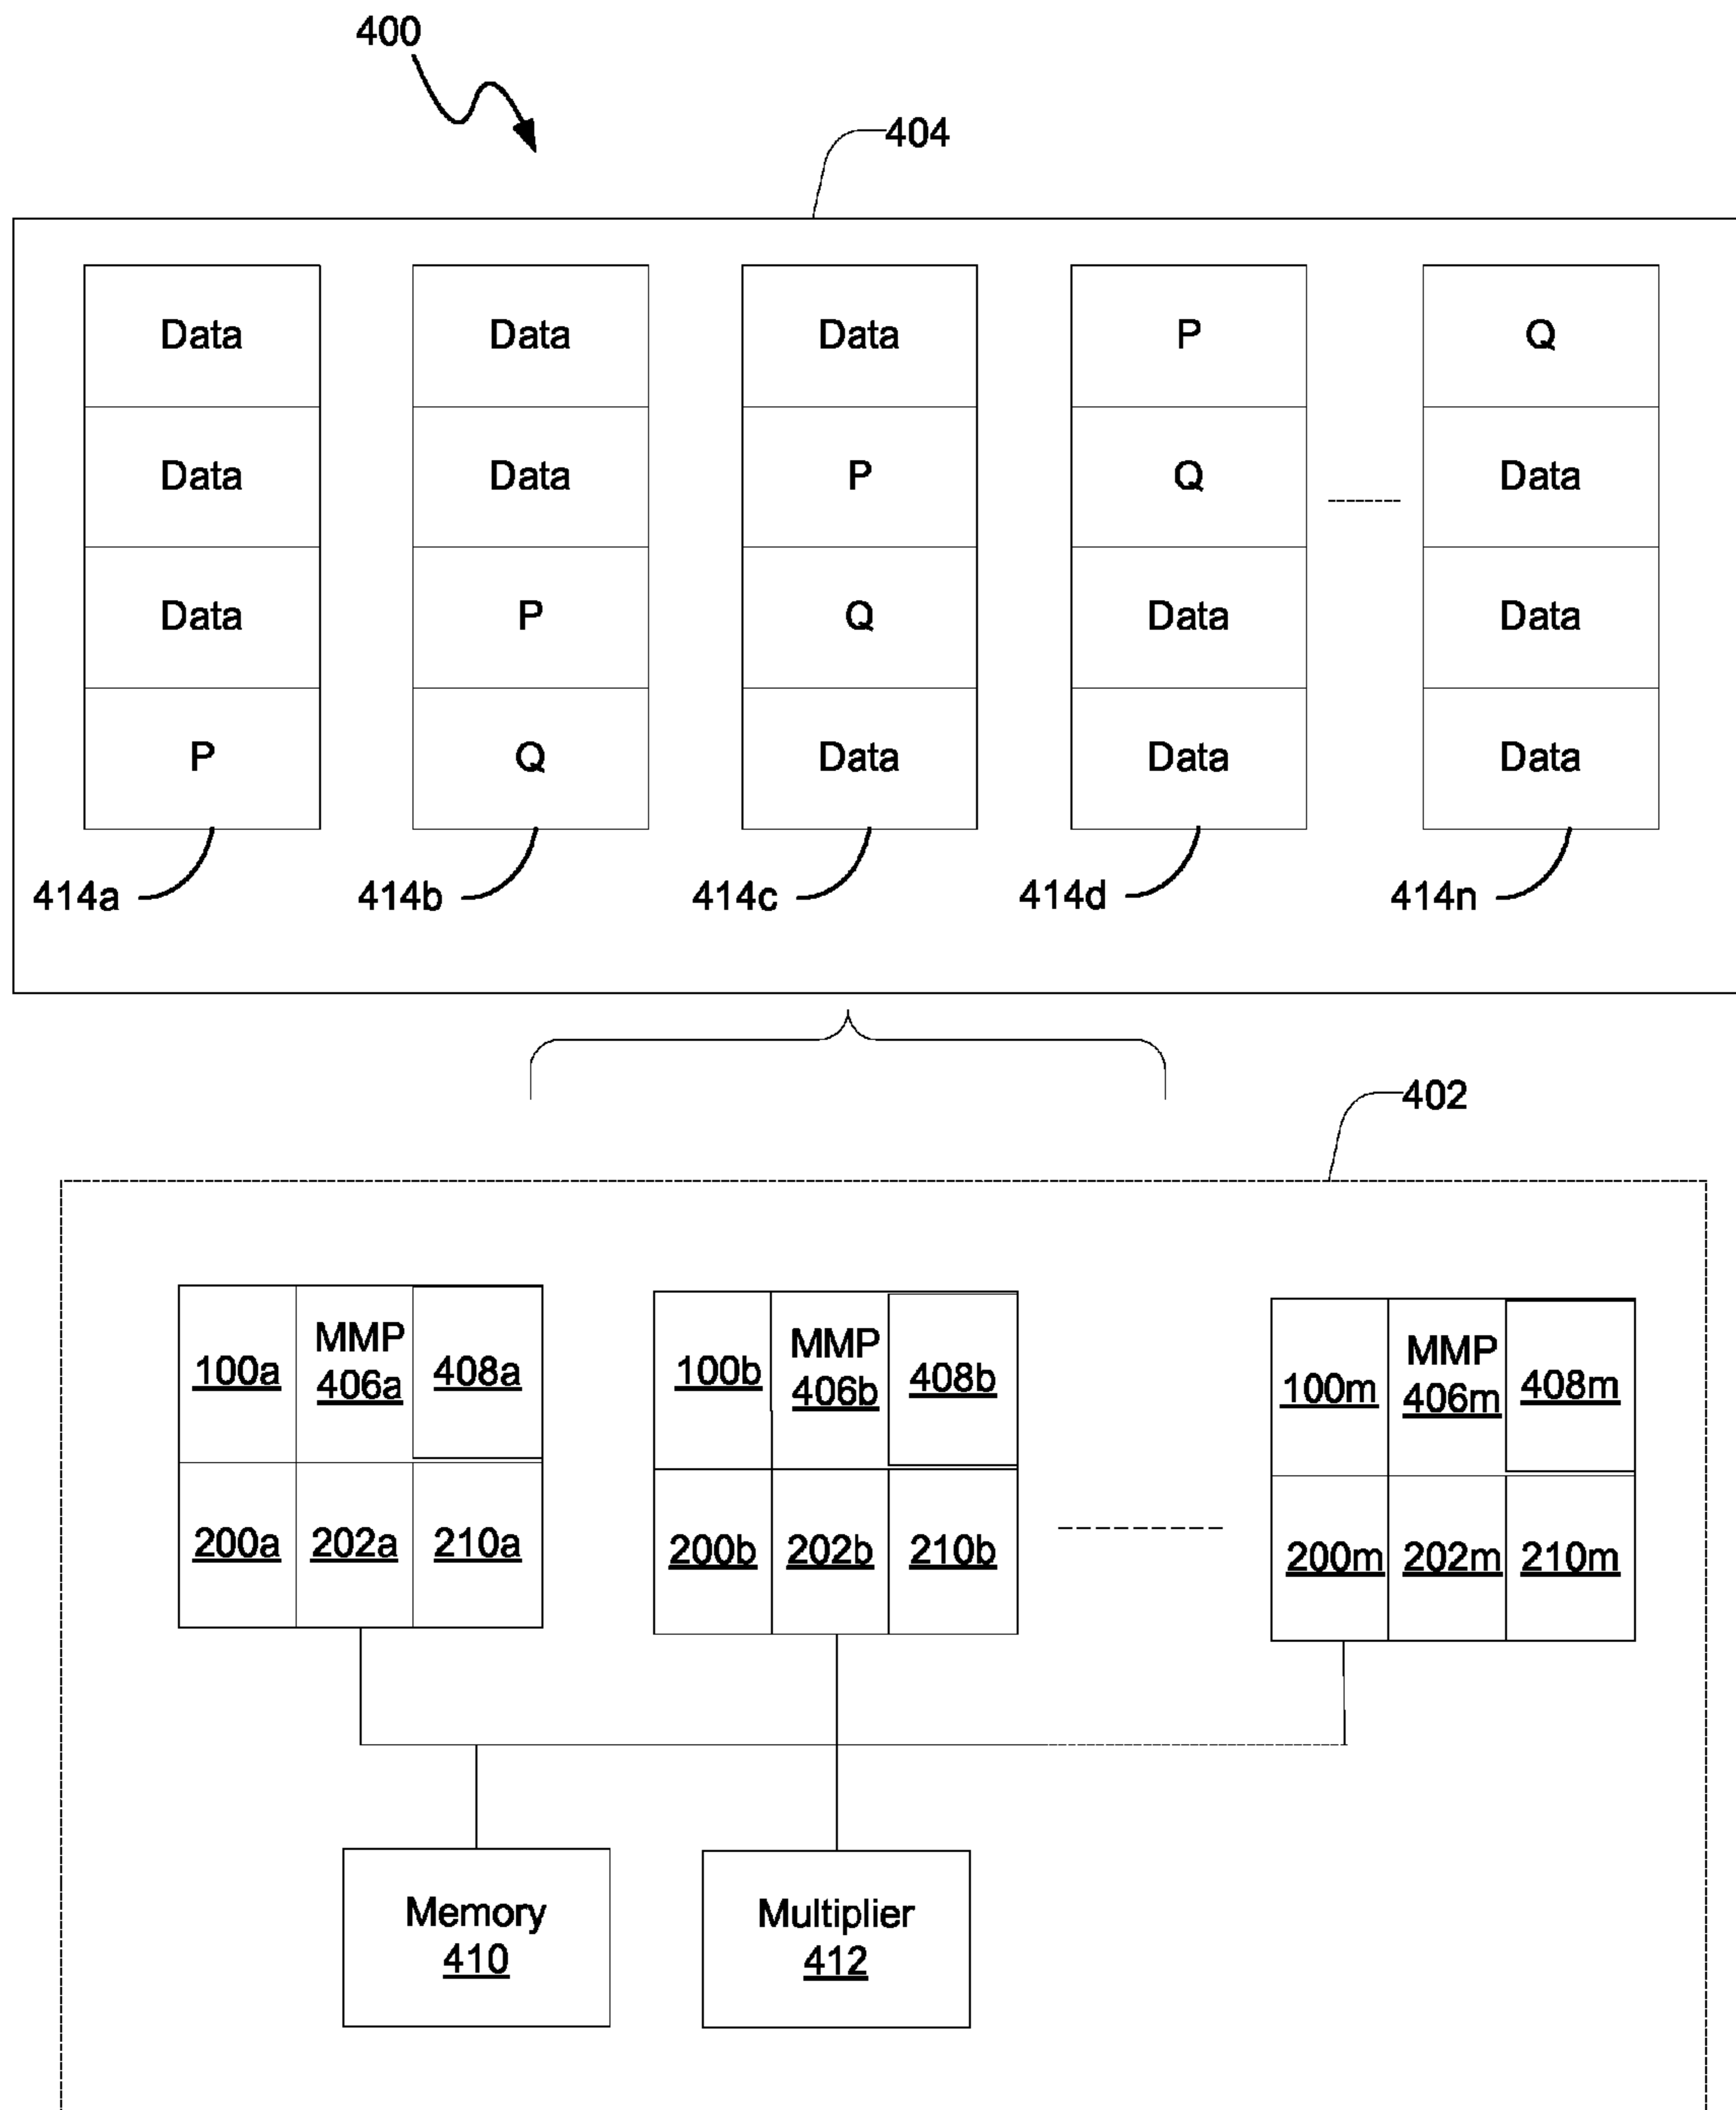 400
404
Data Data Data P Q
Data Data P Q Data
Data P Q Data Data
P Q Data Data Data
414a 414b 414c 414d 414n
402
100a MMP 406a 408a
200a 202a 210a
100b MMP 406b 408b
200b 202b 210b
100m MMP 406m 408m
200m 202m 210m
Memory
410
Multiplier
412